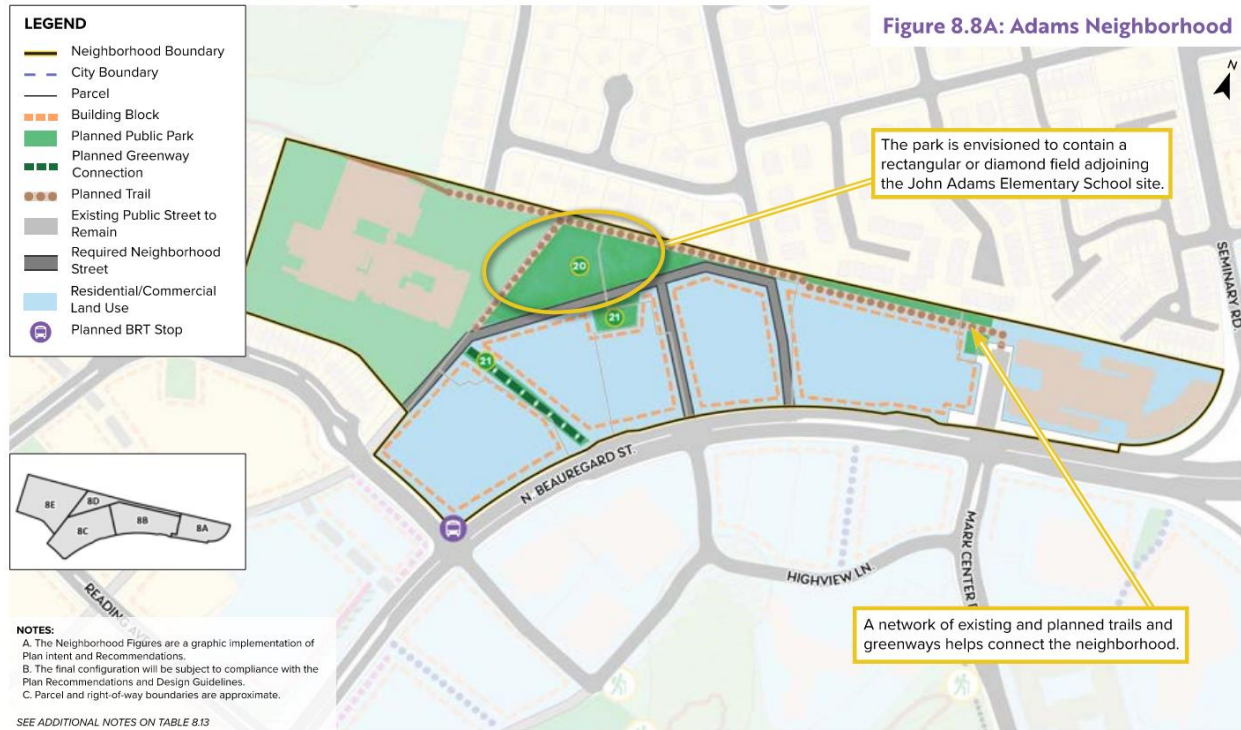 LEGEND
Neighborhood Boundary
City Boundary
Parcel
Building Block
Planned Public Park
Planned Greenway
Connection
Planned Trail
Existing Public Street to
Remain
Required Neighborhood
Street
Residential/Commercial
Land Use
Planned BRT Stop
Figure 8.8A: Adams Neighborhood
N
The park is envisioned to contain a
rectangular or diamond field adjoining
the John Adams Elementary School site.
SEMINARY RD.
20
21
21
N. BEAUREGARD ST.
8E
8D
8C
8B
8A
HIGHVIEW LN.
MARK CENTER
READING
A network of existing and planned trails and
greenways helps connect the neighborhood.
NOTES:
A. The Neighborhood Figures are a graphic implementation of
Plan intent and Recommendations.
B. The final configuration will be subject to compliance with the
Plan Recommendations and Design Guidelines.
C. Parcel and right-of-way boundaries are approximate.
SEE ADDITIONAL NOTES ON TABLE 8.13